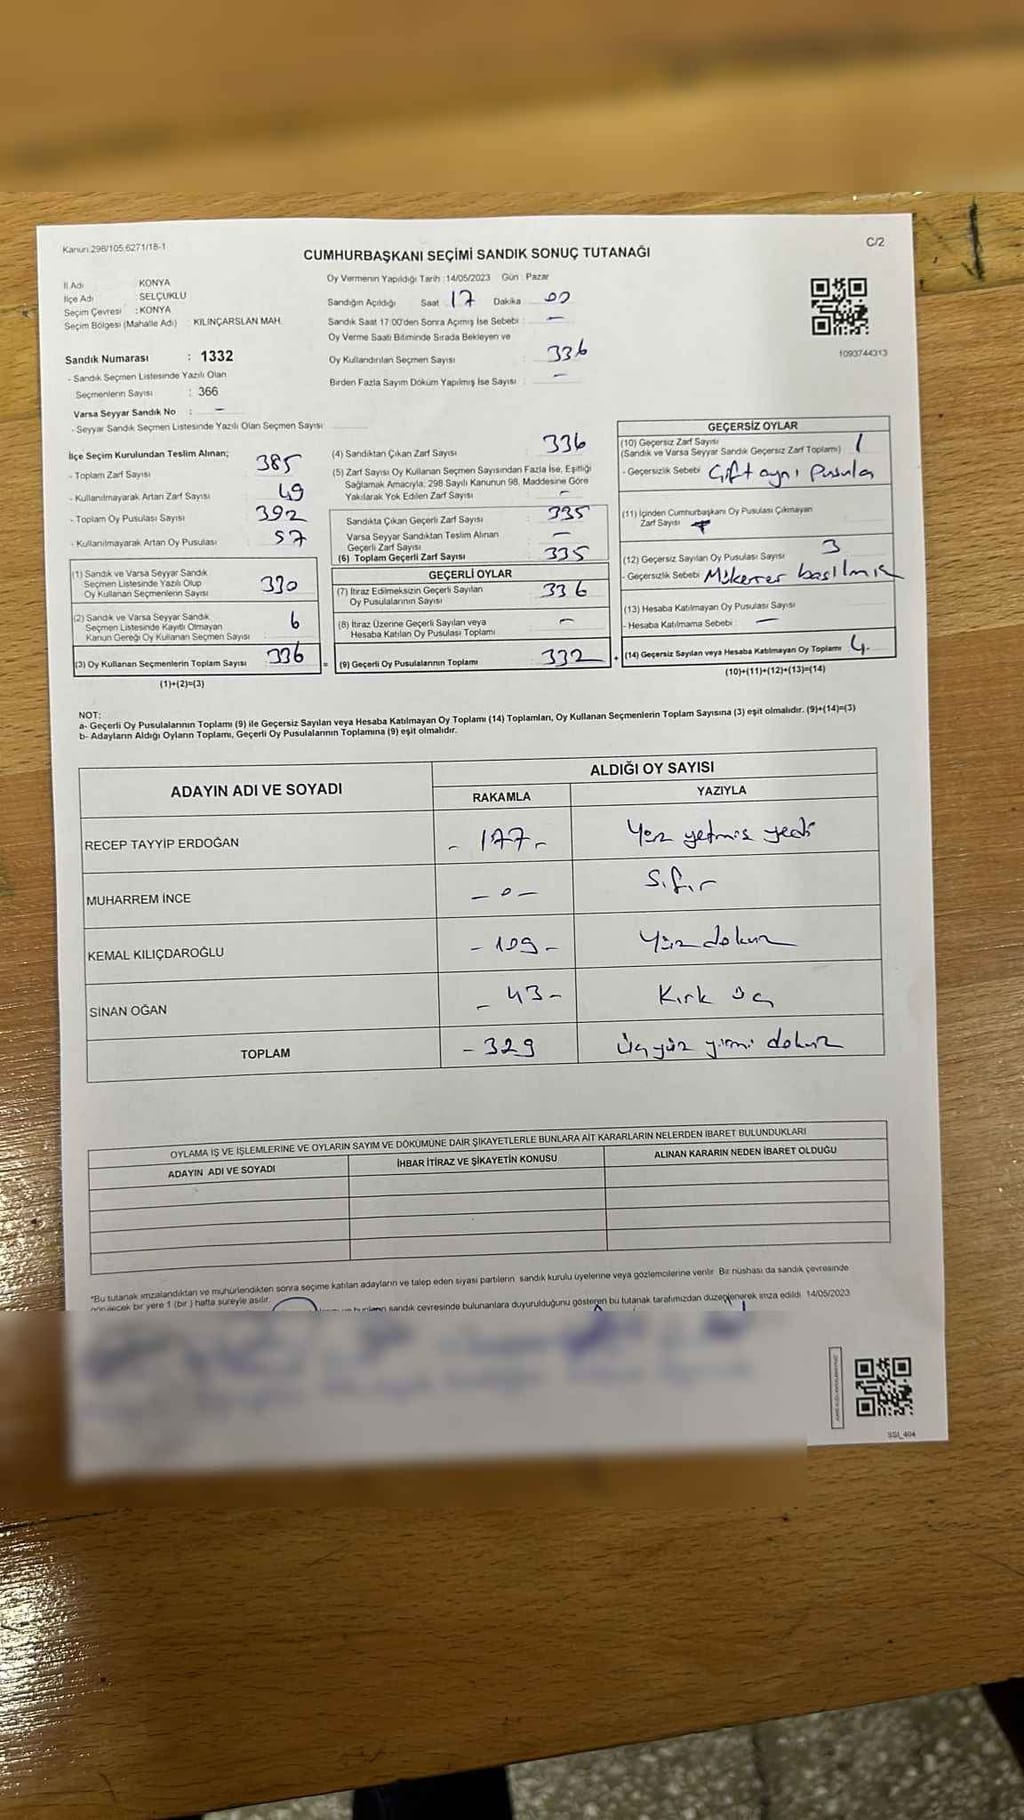 Kanun:298/105,6271/18-1
C/2
CUMHURBAŞKANI SEÇİMİ SANDIK SONUÇ TUTANAĞI
İl Adı : KONYA
İlçe Adı : SELÇUKLU
Seçim Çevresi : KONYA
Seçim Bölgesi (Mahalle Adı) : KILINÇARSLAN MAH.
Sandık Numarası : 1332
- Sandık Seçmen Listesinde Yazılı Olan
Seçmenlerin Sayısı : 366
Varsa Seyyar Sandık No : -
- Seyyar Sandık Seçmen Listesinde Yazılı Olan Seçmen Sayısı
Oy Vermenin Yapıldığı Tarih :14/05/2023 Gün : Pazar
Sandığın Açıldığı Saat 17 Dakika 00
Sandık Saat 17:00'den Sonra Açımış İse Sebebi : -
Oy Verme Saati Bitiminde Sırada Bekleyen ve
Oy Kullandırılan Seçmen Sayısı : 336
Birden Fazla Sayım Döküm Yapılmış İse Sayısı : -
1093744313
İlçe Seçim Kurulundan Teslim Alınan;
- Toplam Zarf Sayısı 385
- Kullanılmayarak Artan Zarf Sayısı 49
- Toplam Oy Pusulası Sayısı 392
- Kullanılmayarak Artan Oy Pusulası 57
(1) Sandık ve Varsa Seyyar Sandık
Seçmen Listesinde Yazılı Olup
Oy Kullanan Seçmenlerin Sayısı 330
(2) Sandık ve Varsa Seyyar Sandık
Seçmen Listesinde Kayıtlı Olmayan
Kanun Gereği Oy Kullanan Seçmen Sayısı 6
(3) Oy Kullanan Seçmenlerin Toplam Sayısı 336
(1)+(2)=(3)
(4) Sandıktan Çıkan Zarf Sayısı 336
(5) Zarf Sayısı Oy Kullanan Seçmen Sayısından Fazla İse, Eşitliği
Sağlamak Amacıyla, 298 Sayılı Kanunun 98. Maddesine Göre
Yakılarak Yok Edilen Zarf Sayısı -
Sandıkta Çıkan Geçerli Zarf Sayısı 335
Varsa Seyyar Sandıktan Teslim Alınan
Geçerli Zarf Sayısı -
(6) Toplam Geçerli Zarf Sayısı 335
GEÇERLİ OYLAR
(7) İtiraz Edilmeksizin Geçerli Sayılan
Oy Pusulalarının Sayısı 336
(8) İtiraz Üzerine Geçerli Sayılan veya
Hesaba Katılan Oy Pusulası Toplamı -
= (9) Geçerli Oy Pusulalarının Toplamı 332 +
GEÇERSİZ OYLAR
(10) Geçersiz Zarf Sayısı
(Sandık ve Varsa Seyyar Sandık Geçersiz Zarf Toplamı) 1
- Geçersizlik Sebebi Çift aynı Pusula
(11) İçinden Cumhurbaşkanı Oy Pusulası Çıkmayan
Zarf Sayısı
(12) Geçersiz Sayılan Oy Pusulası Sayısı 3
- Geçersizlik Sebebi Mükerrer basılmış
(13) Hesaba Katılmayan Oy Pusulası Sayısı
- Hesaba Katılmama Sebebi : -
(14) Geçersiz Sayılan veya Hesaba Katılmayan Oy Toplamı 4.
(10)+(11)+(12)+(13)=(14)
NOT:
a- Geçerli Oy Pusulalarının Toplamı (9) ile Geçersiz Sayılan veya Hesaba Katılmayan Oy Toplamı (14) Toplamları, Oy Kullanan Seçmenlerin Toplam Sayısına (3) eşit olmalıdır. (9)+(14)=(3)
b- Adayların Aldığı Oyların Toplamı, Geçerli Oy Pusulalarının Toplamına (9) eşit olmalıdır.
ADAYIN ADI VE SOYADI ALDIĞI OY SAYISI
RAKAMLA YAZIYLA
RECEP TAYYİP ERDOĞAN - 177 - Yüz yetmiş yedi
MUHARREM İNCE - 0 - Sıfır
KEMAL KILIÇDAROĞLU - 109 - Yüz dokuz
SİNAN OĞAN - 43 - Kırk üç
TOPLAM - 329 Üçyüz yirmi dokuz
OYLAMA İŞ VE İŞLEMLERİNE VE OYLARIN SAYIM VE DÖKÜMÜNE DAİR ŞİKAYETLERLE BUNLARA AİT KARARLARIN NELERDEN İBARET BULUNDUKLARI
ADAYIN ADI VE SOYADI İHBAR İTİRAZ VE ŞİKAYETİN KONUSU ALINAN KARARIN NEDEN İBARET OLDUĞU
*Bu tutanak imzalandıktan ve mühürlendikten sonra seçime katılan adayların ve talep eden siyasi partilerin sandık kurulu üyelerine veya gözlemcilerine verilir. Bir nüshası da sandık çevresinde
görülecek bir yere 1 (bir ) hafta süreyle asılır.
sandık çevresinde bulunanlara duyurulduğunu gösteren bu tutanak tarafımızdan düzenlenerek imza edildi. 14/05/2023
SSI_404